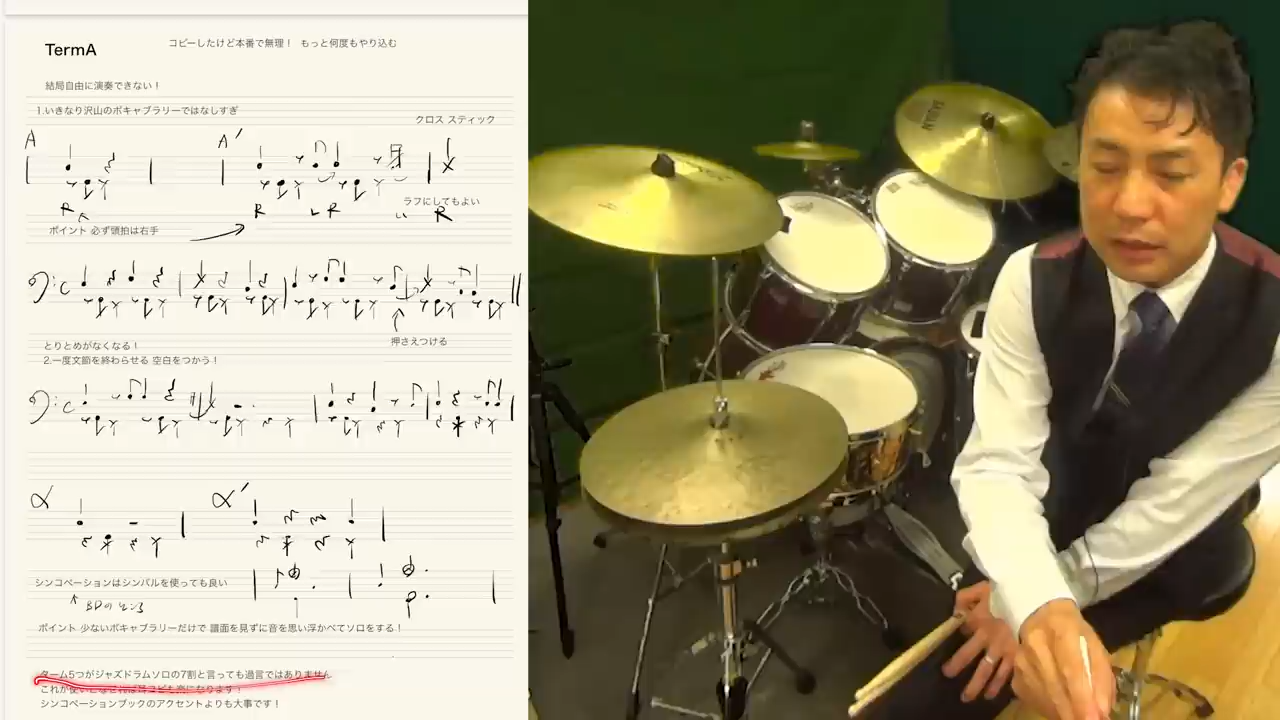 TermA
コピーしたけど本番で無理！ もっと何度もやり込む
結局自由に演奏できない！
1.いきなり沢山のボキャブラリーではなしすぎ
クロス スティック
A
A'
ラフにしてもよい
R
R
L R
R
ポイント 必ず頭拍は右手
とりとめがなくなる！
押さえつける
2.一度文節を終わらせる 空白をつかう！
α
α'
シンコペーションはシンバルを使っても良い
ポイント 少ないボキャブラリーだけで 譜面を見ずに音を思い浮かべてソロをする！
ターム5つがジャズドラムソロの7割と言っても過言ではありません
シンコペーションブックのアクセントよりも大事です！
SABIAN